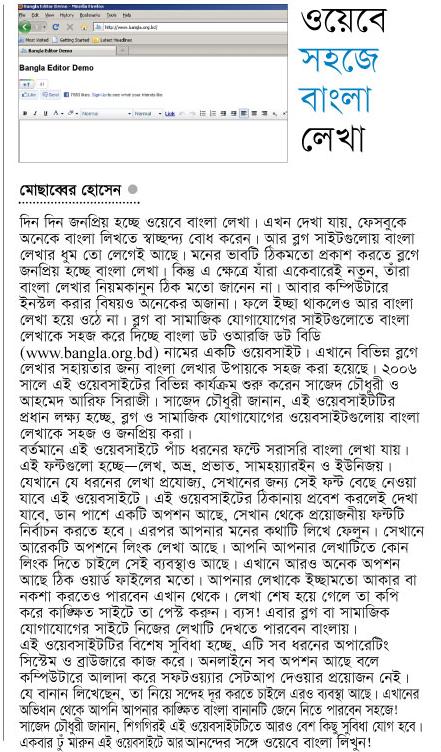 Bangla Editor Demo - Mozilla Firefox
File Edit View History Bookmarks Tools Help
http://www.bangla.org.bd/
Most Visited Getting Started Latest Headlines
Bangla Editor Demo
Bangla Editor Demo
Like Send 7883 likes. Sign Up to see what your friends like.
B I U Normal Normal Link
ওয়েবে
সহজে
বাংলা
লেখা
মোছাব্বের হোসেন
দিন দিন জনপ্রিয় হচ্ছে ওয়েবে বাংলা লেখা। এখন দেখা যায়, ফেসবুকে
অনেকে বাংলা লিখতে স্বাচ্ছন্দ্য বোধ করেন। আর ব্লগ সাইটগুলোয় বাংলা
লেখার ধুম তো লেগেই আছে। মনের ভাবটি ঠিকমতো প্রকাশ করতে ব্লগে
জনপ্রিয় হচ্ছে বাংলা লেখা। কিন্তু এ ক্ষেত্রে যাঁরা একেবারেই নতুন, তাঁরা
বাংলা লেখার নিয়মকানুন ঠিক মতো জানেন না। আবার কম্পিউটারে
ইনস্টল করার বিষয়ও অনেকের অজানা। ফলে ইচ্ছা থাকলেও আর বাংলা
লেখা হয়ে ওঠে না। ব্লগ বা সামাজিক যোগাযোগের সাইটগুলোতে বাংলা
লেখাকে সহজ করে দিচ্ছে বাংলা ডট ওআরজি ডট বিডি
(www.bangla.org.bd) নামের একটি ওয়েবসাইট। এখানে বিভিন্ন ব্লগে
লেখার সহায়তার জন্য বাংলা লেখার উপায়কে সহজ করা হয়েছে। ২০০৬
সালে এই ওয়েবসাইটের বিভিন্ন কার্যক্রম শুরু করেন সাজেদ চৌধুরী ও
আহমেদ আরিফ সিরাজী। সাজেদ চৌধুরী জানান, এই ওয়েবসাইটটির
প্রধান লক্ষ্য হচ্ছে, ব্লগ ও সামাজিক যোগাযোগের ওয়েবসাইটগুলোয় বাংলা
লেখাকে সহজ ও জনপ্রিয় করা।
বর্তমানে এই ওয়েবসাইটে পাঁচ ধরনের ফন্টে সরাসরি বাংলা লেখা যায়।
এই ফন্টগুলো হচ্ছে—লেখ, অভ্র, প্রভাত, সামহয়্যারইন ও ইউনিজয়।
যেখানে যে ধরনের লেখা প্রযোজ্য, সেখানের জন্য সেই ফন্ট বেছে নেওয়া
যাবে এই ওয়েবসাইটে। এই ওয়েবসাইটের ঠিকানায় প্রবেশ করলেই দেখা
যাবে, ডান পাশে একটি অপশন আছে, সেখান থেকে প্রয়োজনীয় ফন্টটি
নির্বাচন করতে হবে। এরপর আপনার মনের কথাটি লিখে ফেলুন। সেখানে
আরেকটি অপশনে লিংক লেখা আছে। আপনি আপনার লেখাটিতে কোন
লিংক দিতে চাইলে সেই ব্যবস্থাও আছে। এখানে আরও অনেক অপশন
আছে ঠিক ওয়ার্ড ফাইলের মতো। আপনার লেখাকে ইচ্ছামতো আকার বা
নকশা করতেও পারবেন এখান থেকে। লেখা শেষ হয়ে গেলে তা কপি
করে কাঙ্ক্ষিত সাইটে তা পেস্ট করুন। ব্যস! এবার ব্লগ বা সামাজিক
যোগাযোগের সাইটে নিজের লেখাটি দেখতে পারবেন বাংলায়।
এই ওয়েবসাইটটির বিশেষ সুবিধা হচ্ছে, এটি সব ধরনের অপারেটিং
সিস্টেম ও ব্রাউজারে কাজ করে। অনলাইনে সব অপশন আছে বলে
কম্পিউটারে আলাদা করে সফটওয়্যার সেটআপ দেওয়ার প্রয়োজন নেই।
যে বানান লিখেছেন, তা নিয়ে সন্দেহ দূর করতে চাইলে এরও ব্যবস্থা আছে। এখানের
অভিধান থেকে আপনি আপনার কাঙ্ক্ষিত বাংলা বানানটি জেনে নিতে পারবেন সহজে!
সাজেদ চৌধুরী জানান, শিগগিরই এই ওয়েবসাইটটিতে আরও বেশ কিছু সুবিধা যোগ হবে।
একবার ঢুঁ মারুন এই ওয়েবসাইটে আর আনন্দের সঙ্গে ওয়েবে বাংলা লিখুন!